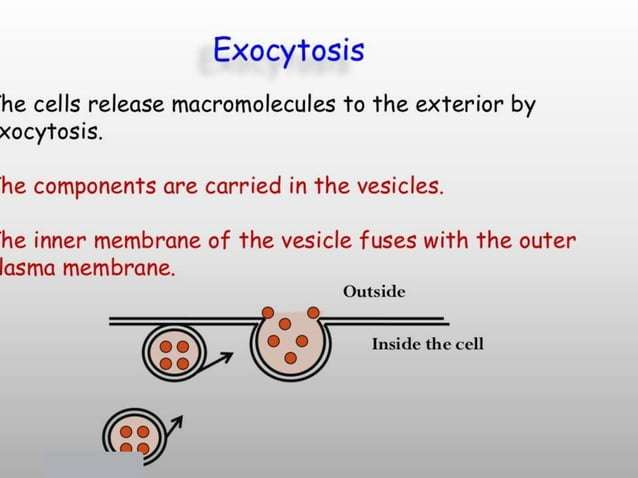 Exocytosis
he cells release macromolecules to the exterior by
xocytosis.
he components are carried in the vesicles.
he inner membrane of the vesicle fuses with the outer
lasma membrane.
Outside
Inside the cell